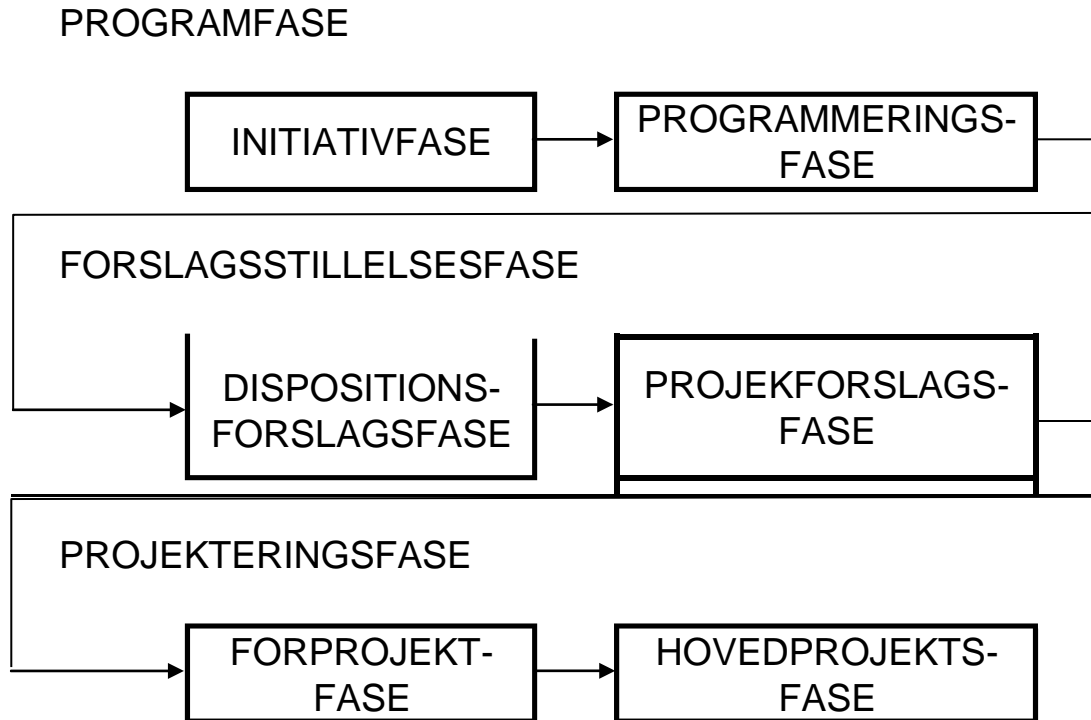 PROGRAMFASE
INITIATIVFASE
PROGRAMMERINGS-
FASE
FORSLAGSSTILLELSESFASE
DISPOSITIONS-
FORSLAGSFASE
PROJEKFORSLAGS-
FASE
PROJEKTERINGSFASE
FORPROJEKT-
FASE
HOVEDPROJEKTS-
FASE